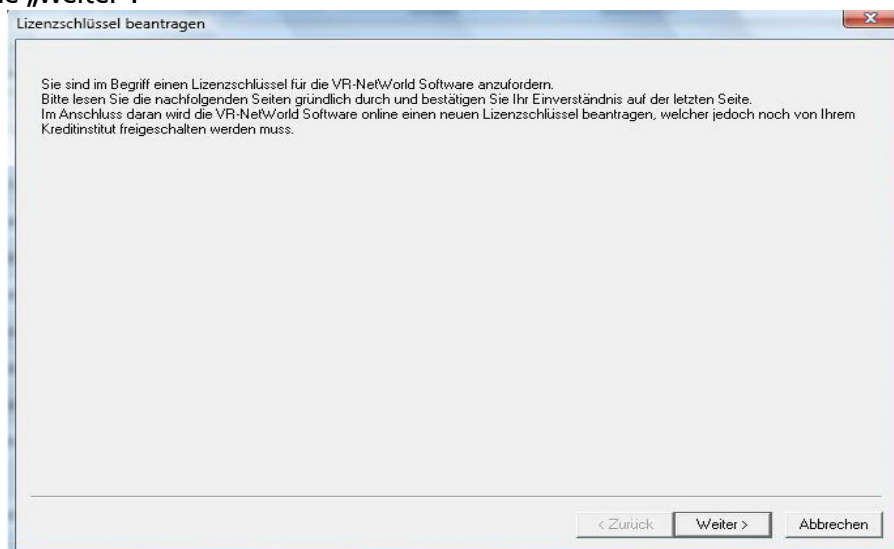 „Weiter“.
Lizenzschlüssel beantragen
Sie sind im Begriff einen Lizenzschlüssel für die VR-NetWorld Software anzufordern.
Bitte lesen Sie die nachfolgenden Seiten gründlich durch und bestätigen Sie Ihr Einverständnis auf der letzten Seite.
Im Anschluss daran wird die VR-NetWorld Software online einen neuen Lizenzschlüssel beantragen, welcher jedoch noch von Ihrem
Kreditinstitut freigeschalten werden muss.
< Zurück Weiter > Abbrechen